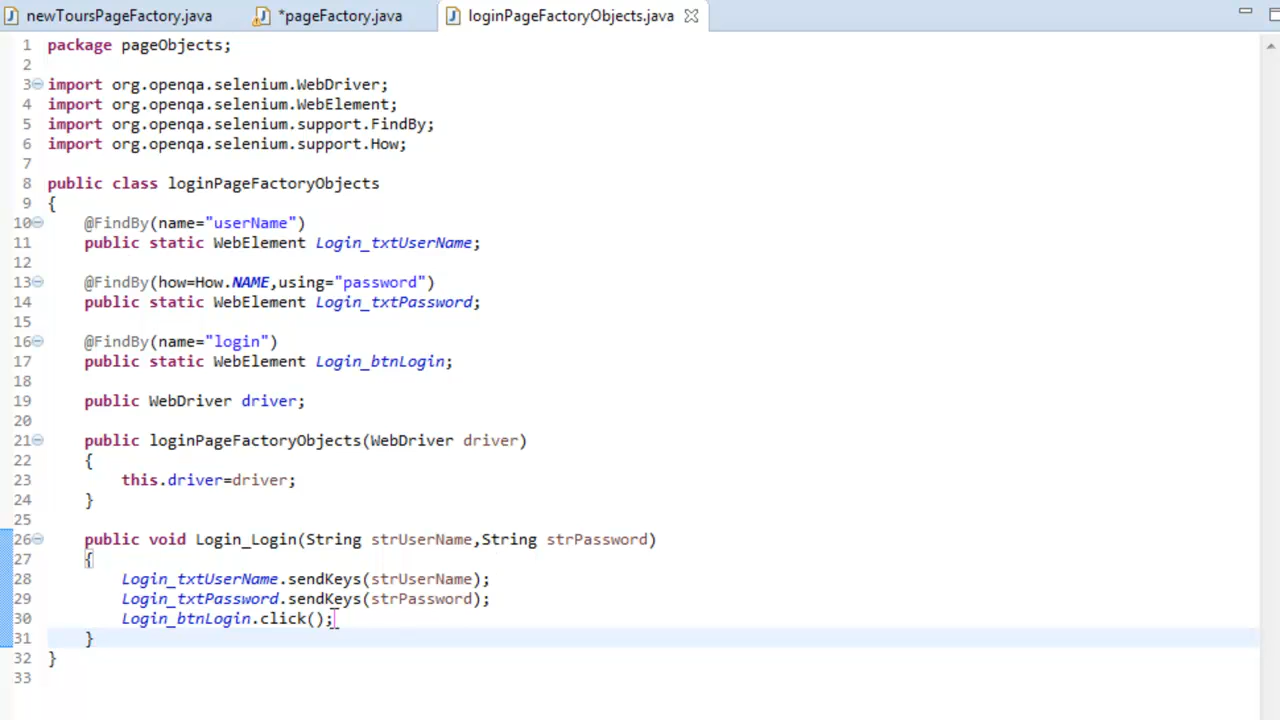 newToursPageFactory.java *pageFactory.java loginPageFactoryObjects.java
1 package pageObjects;
2
3 import org.openqa.selenium.WebDriver;
4 import org.openqa.selenium.WebElement;
5 import org.openqa.selenium.support.FindBy;
6 import org.openqa.selenium.support.How;
7
8 public class loginPageFactoryObjects
9 {
10 @FindBy(name="userName")
11 public static WebElement Login_txtUserName;
12
13 @FindBy(how=How.NAME,using="password")
14 public static WebElement Login_txtPassword;
15
16 @FindBy(name="login")
17 public static WebElement Login_btnLogin;
18
19 public WebDriver driver;
20
21 public loginPageFactoryObjects(WebDriver driver)
22 {
23 this.driver=driver;
24 }
25
26 public void Login_Login(String strUserName,String strPassword)
27 {
28 Login_txtUserName.sendKeys(strUserName);
29 Login_txtPassword.sendKeys(strPassword);
30 Login_btnLogin.click();
31 }
32 }
33